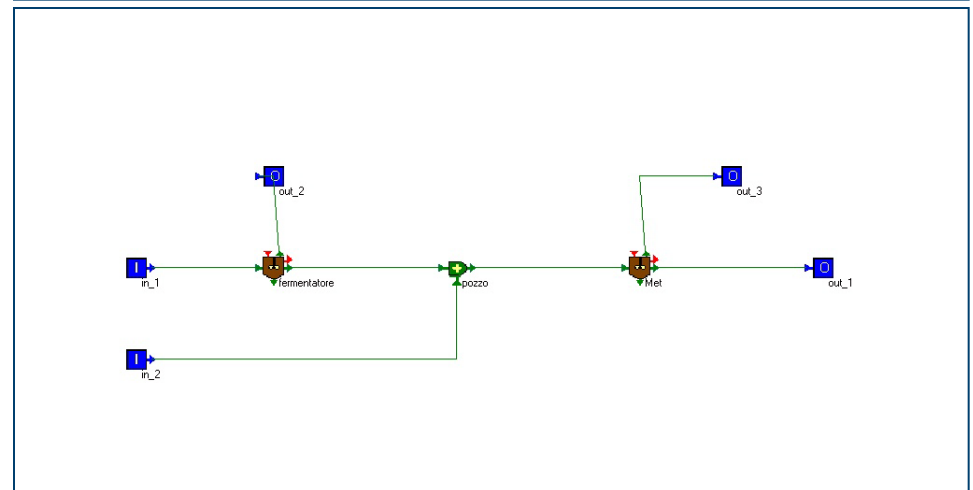 O
out_2
O
out_3
I
in_1
fermentatore
pozzo
Met
O
out_1
I
in_2